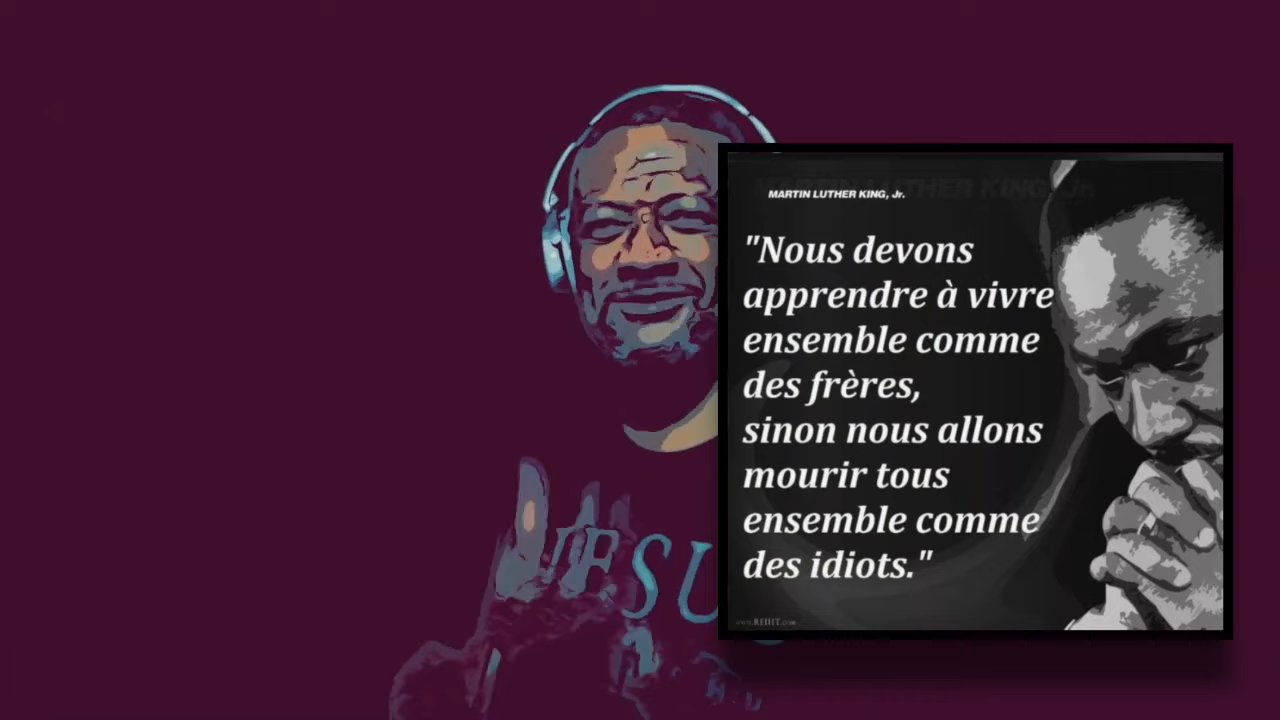 MARTIN LUTHER KING, Jr.
"Nous devons
apprendre à vivre
ensemble comme
des frères,
sinon nous allons
mourir tous
ensemble comme
des idiots."
JESU